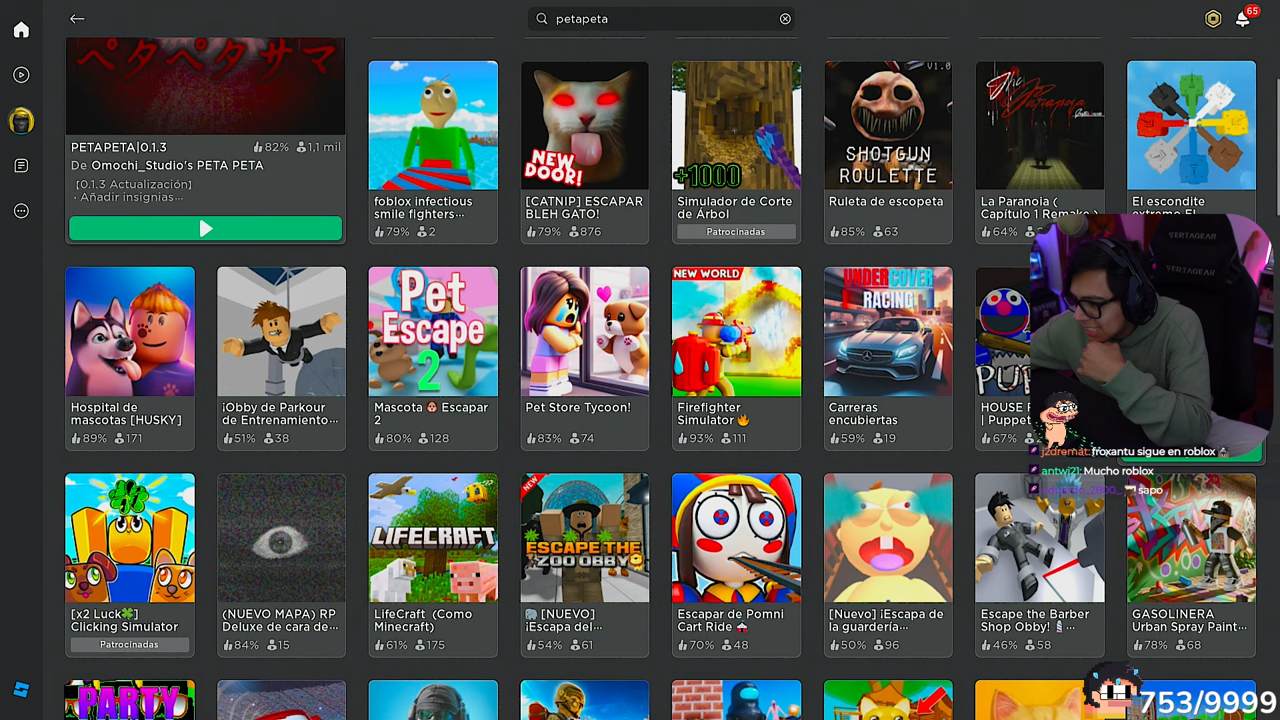 petapeta
65
ペタペタサマ
PETAPETA|0.1.3
82% 1,1 mil
De Omochi_Studio's PETA PETA
【0.1.3 Actualización】
・Añadir insignias…
NEW DOOR!
+1000
V1.0
SHOTGUN
ROULETTE
foblox infectious
smile fighters…
79% 2
[CATNIP] ESCAPAR
BLEH GATO!
79% 876
Simulador de Corte
de Árbol
Patrocinadas
Ruleta de escopeta
85% 63
La Paranoia (
Capítulo 1 Remake )
64%
El escondite
VERTAGEAR
VERTAGEAR
Pet
Escape
2
NEW WORLD
UNDERCOVER
RACING
Hospital de
mascotas [HUSKY]
89% 171
¡Obby de Parkour
de Entrenamiento…
51% 38
Mascota Escapar
2
80% 128
Pet Store Tycoon!
83% 74
Firefighter
Simulator
93% 111
Carreras
encubiertas
59% 19
HOUSE
| Puppet
67%
j2dremat: froxantu sigue en roblox
antwi21: Mucho roblox
sapo
LIFECRAFT
NEW
ESCAPE THE
ZOO OBBY
[x2 Luck🍀]
Clicking Simulator
Patrocinadas
(NUEVO MAPA) RP
Deluxe de cara de…
84% 15
LifeCraft (Como
Minecraft)
61% 175
[NUEVO]
¡Escapa del…
54% 61
Escapar de Pomni
Cart Ride
70% 48
[Nuevo] ¡Escapa de
la guardería…
50% 96
Escape the Barber
Shop Obby! 💈…
46% 58
GASOLINERA
Urban Spray Paint…
78% 68
PARTY
753/9999